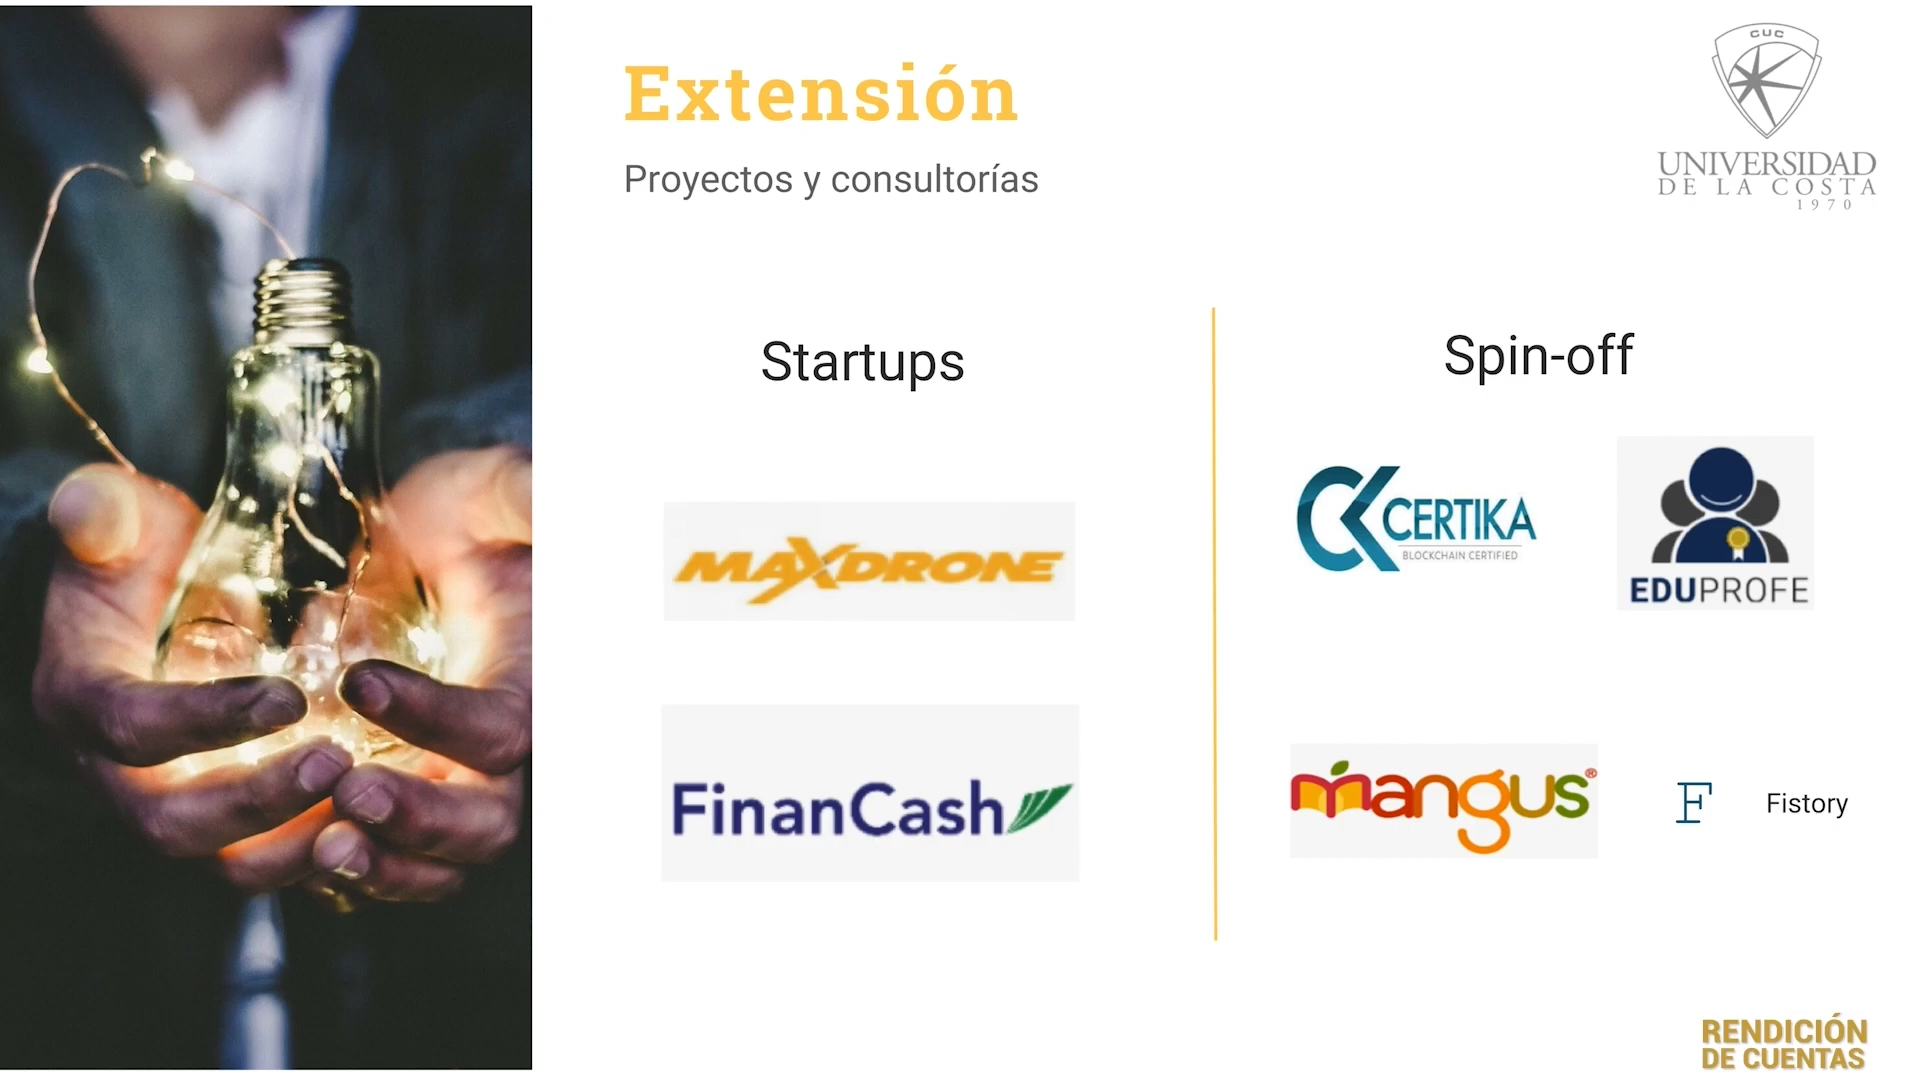 Extensión
Proyectos y consultorías
CUC
UNIVERSIDAD
DE LA COSTA
1970
Startups
MAXDRONE
FinanCash
Spin-off
CK CERTIKA
BLOCKCHAIN CERTIFIED
EDUPROFE
mangus®
F Fistory
RENDICIÓN
DE CUENTAS